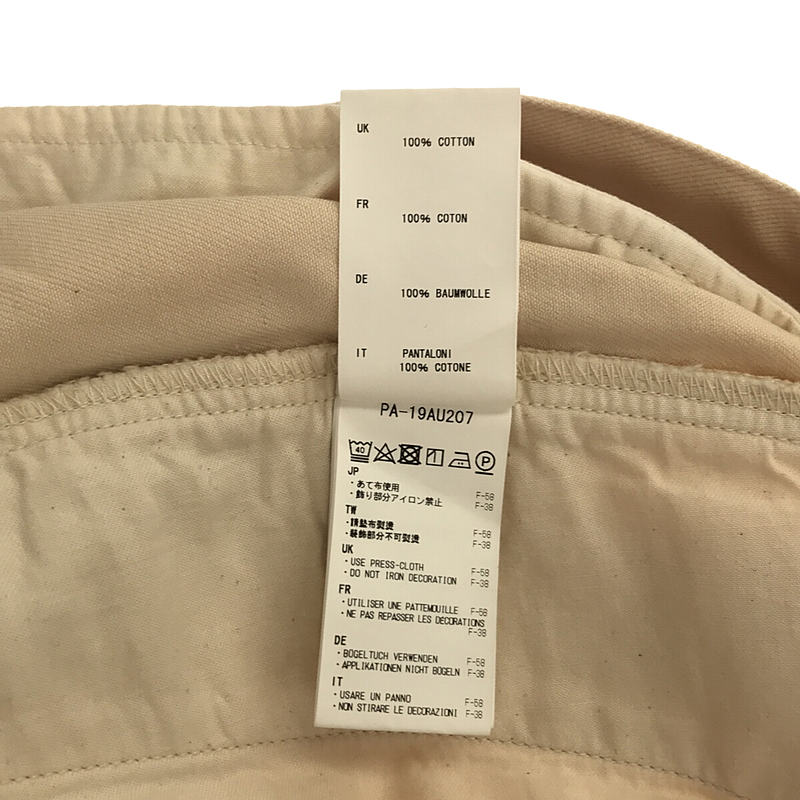 UK
100% COTTON
FR
100% COTON
DE
100% BAUMWOLLE
IT PANTALONI
100% COTONE
PA-19AU207
40 P
JP
・あて布使用 F-58
・飾り部分アイロン禁止 F-38
TW
・請墊布熨燙 F-58
・裝飾部分不可熨燙 F-38
UK
・USE PRESS-CLOTH F-58
・DO NOT IRON DECORATION F-38
FR
・UTILISER UNE PATTEMOUILLE F-58
・NE PAS REPASSER LES DÉCORATIONS
F-38
DE
・BÜGELTUCH VERWENDEN F-58
・APPLIKATIONEN NICHT BÜGELN F-38
IT
・USARE UN PANNO F-58
・NON STIRARE LE DECORAZIONI F-38